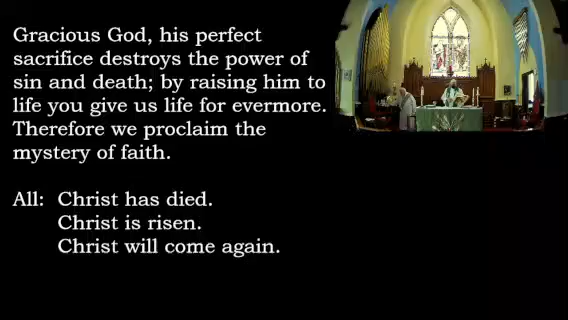 Gracious God, his perfect
sacrifice destroys the power of
sin and death; by raising him to
life you give us life for evermore.
Therefore we proclaim the
mystery of faith.
All: Christ has died.
Christ is risen.
Christ will come again.